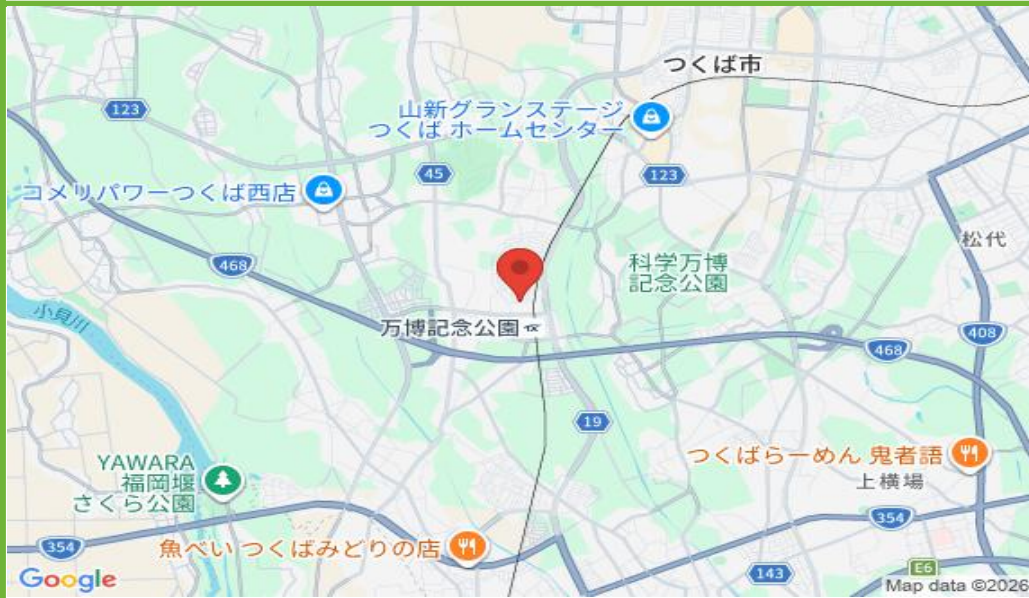 つくば市
山新グランステージ
つくば ホームセンター
123
45
123
コメリパワーつくば西店
松代
科学万博
記念公園
468
小貝川
万博記念公園
408
468
19
YAWARA
福岡堰
さくら公園
つくばらーめん 鬼者語
上横場
354
354
魚べい つくばみどりの店
143
E6
Google
Map data ©2026